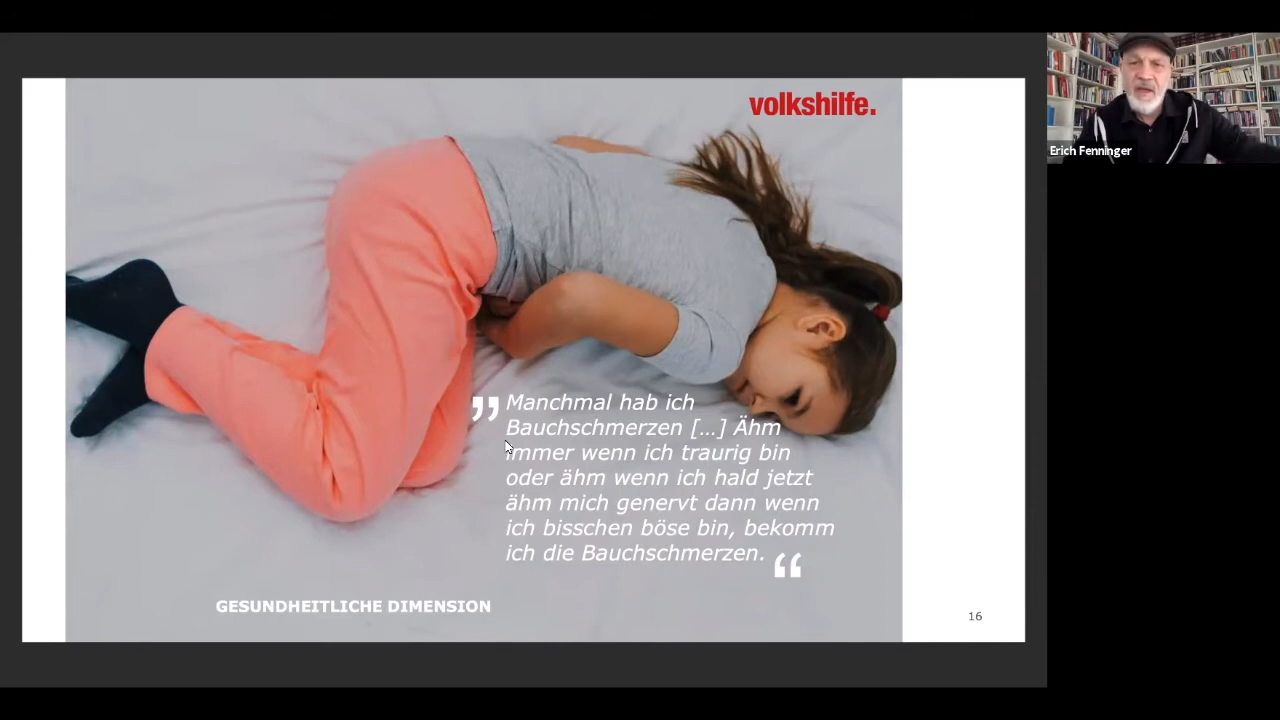 volkshilfe.
Erich Fenninger
„Manchmal hab ich
Bauchschmerzen [...] Ähm
immer wenn ich traurig bin
oder ähm wenn ich hald jetzt
ähm mich genervt dann wenn
ich bisschen böse bin, bekomm
ich die Bauchschmerzen.“
GESUNDHEITLICHE DIMENSION
16